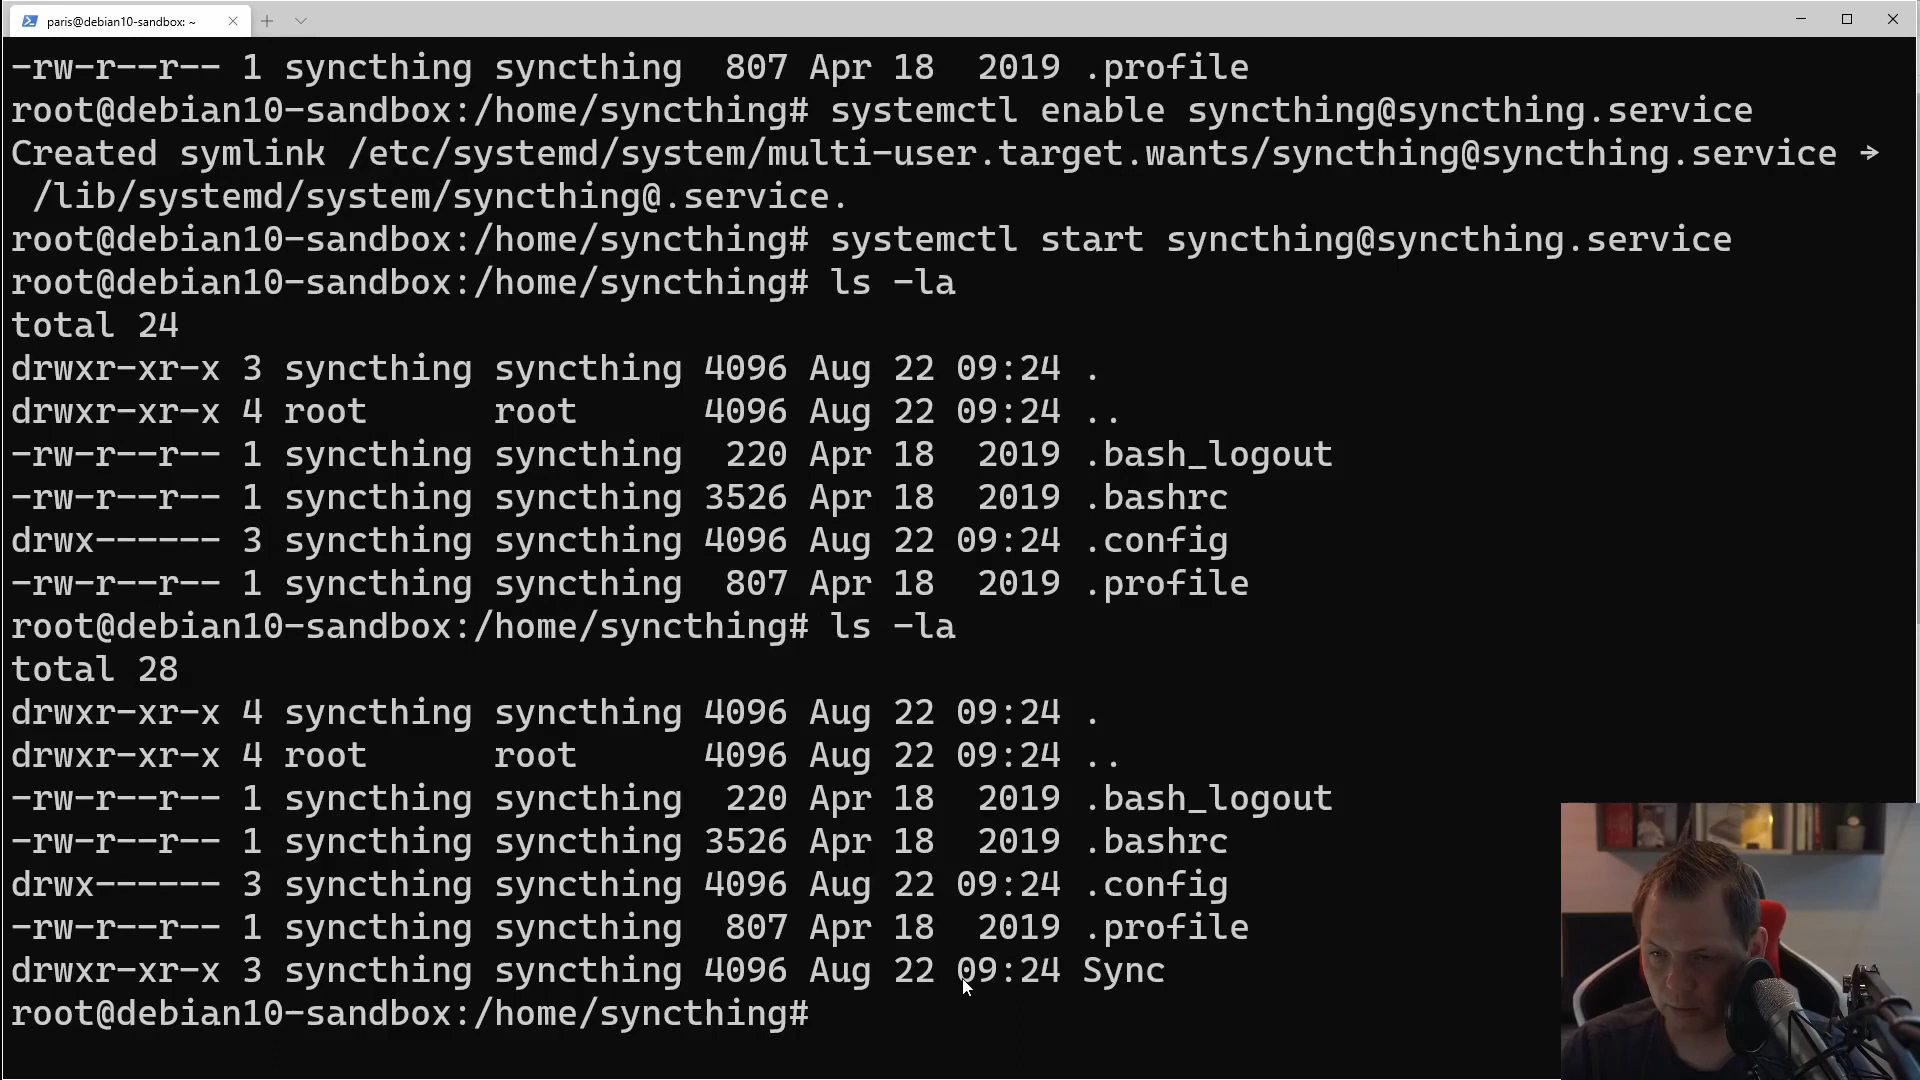 paris@debian10-sandbox: ~
-rw-r--r-- 1 syncthing syncthing  807 Apr 18  2019 .profile
root@debian10-sandbox:/home/syncthing# systemctl enable syncthing@syncthing.service
Created symlink /etc/systemd/system/multi-user.target.wants/syncthing@syncthing.service →
 /lib/systemd/system/syncthing@.service.
root@debian10-sandbox:/home/syncthing# systemctl start syncthing@syncthing.service
root@debian10-sandbox:/home/syncthing# ls -la
total 24
drwxr-xr-x 3 syncthing syncthing 4096 Aug 22 09:24 .
drwxr-xr-x 4 root      root      4096 Aug 22 09:24 ..
-rw-r--r-- 1 syncthing syncthing  220 Apr 18  2019 .bash_logout
-rw-r--r-- 1 syncthing syncthing 3526 Apr 18  2019 .bashrc
drwx------ 3 syncthing syncthing 4096 Aug 22 09:24 .config
-rw-r--r-- 1 syncthing syncthing  807 Apr 18  2019 .profile
root@debian10-sandbox:/home/syncthing# ls -la
total 28
drwxr-xr-x 4 syncthing syncthing 4096 Aug 22 09:24 .
drwxr-xr-x 4 root      root      4096 Aug 22 09:24 ..
-rw-r--r-- 1 syncthing syncthing  220 Apr 18  2019 .bash_logout
-rw-r--r-- 1 syncthing syncthing 3526 Apr 18  2019 .bashrc
drwx------ 3 syncthing syncthing 4096 Aug 22 09:24 .config
-rw-r--r-- 1 syncthing syncthing  807 Apr 18  2019 .profile
drwxr-xr-x 3 syncthing syncthing 4096 Aug 22 09:24 Sync
root@debian10-sandbox:/home/syncthing#